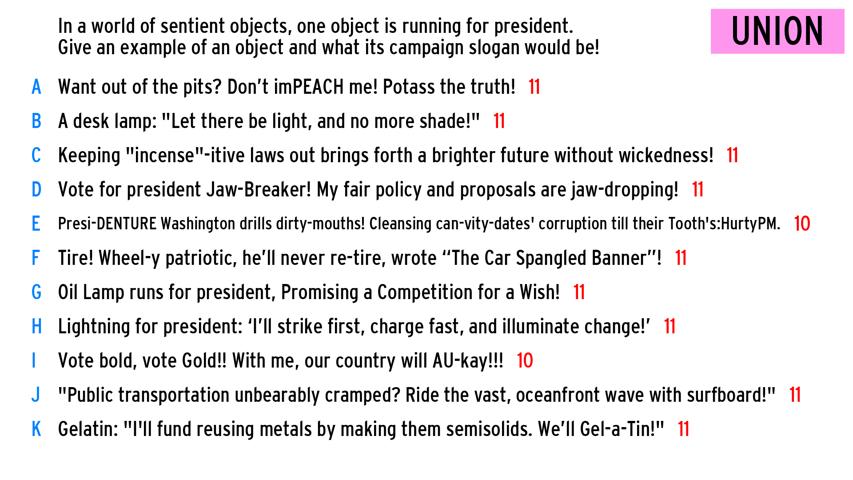 In a world of sentient objects, one object is running for president.
Give an example of an object and what its campaign slogan would be!
UNION
A Want out of the pits? Don't imPEACH me! Potass the truth! 11
B A desk lamp: "Let there be light, and no more shade!" 11
C Keeping "incense"-itive laws out brings forth a brighter future without wickedness! 11
D Vote for president Jaw-Breaker! My fair policy and proposals are jaw-dropping! 11
E Presi-DENTURE Washington drills dirty-mouths! Cleansing can-vity-dates' corruption till their Tooth's:HurtyPM. 10
F Tire! Wheel-y patriotic, he'll never re-tire, wrote “The Car Spangled Banner”! 11
G Oil Lamp runs for president, Promising a Competition for a Wish! 11
H Lightning for president: ‘I’ll strike first, charge fast, and illuminate change!’ 11
I Vote bold, vote Gold!! With me, our country will AU-kay!!! 10
J "Public transportation unbearably cramped? Ride the vast, oceanfront wave with surfboard!" 11
K Gelatin: "I'll fund reusing metals by making them semisolids. We’ll Gel-a-Tin!" 11